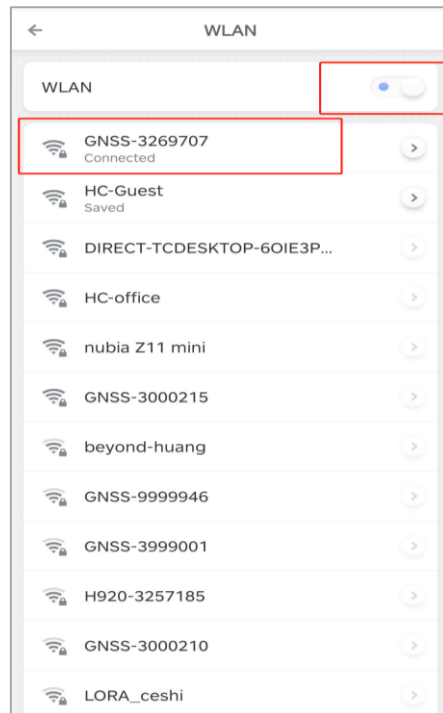 WLAN
WLAN
GNSS-3269707
Connected
HC-Guest
Saved
DIRECT-TCDESKTOP-6OIE3P...
HC-office
nubia Z11 mini
GNSS-3000215
beyond-huang
GNSS-9999946
GNSS-3999001
H920-3257185
GNSS-3000210
LORA_ceshi